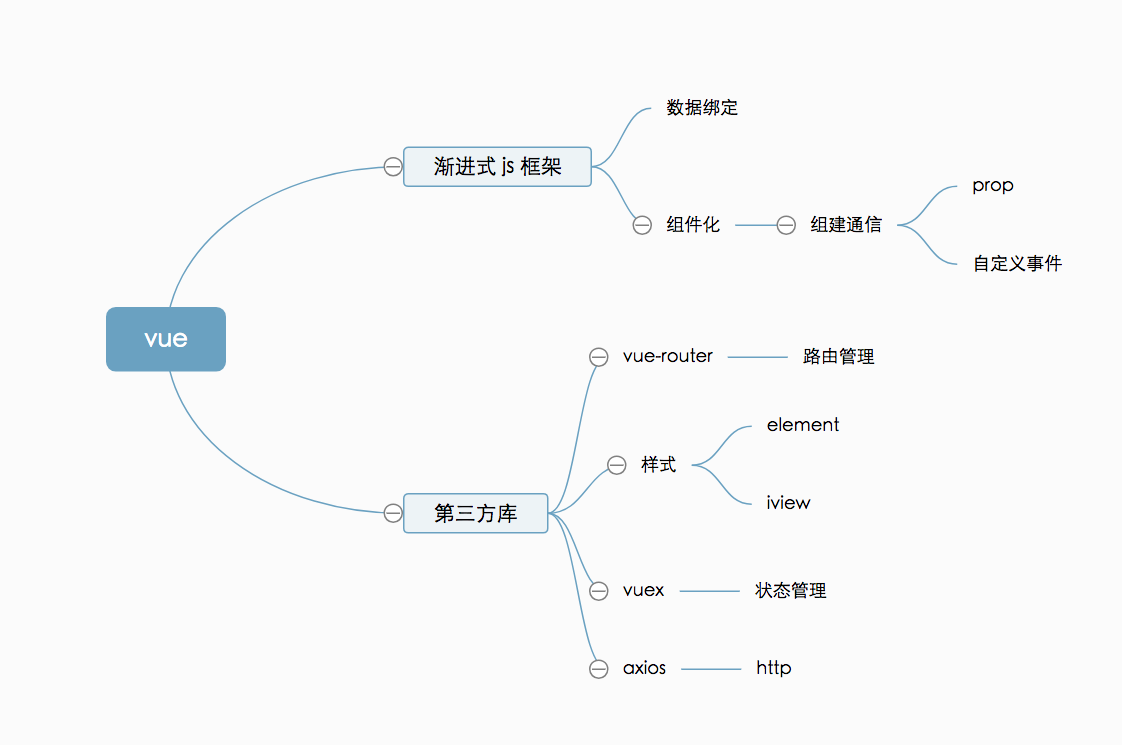 数据绑定
渐进式 js 框架
prop
组件化
组建通信
自定义事件
vue
vue-router
路由管理
element
样式
iview
第三方库
vuex
状态管理
axios
http